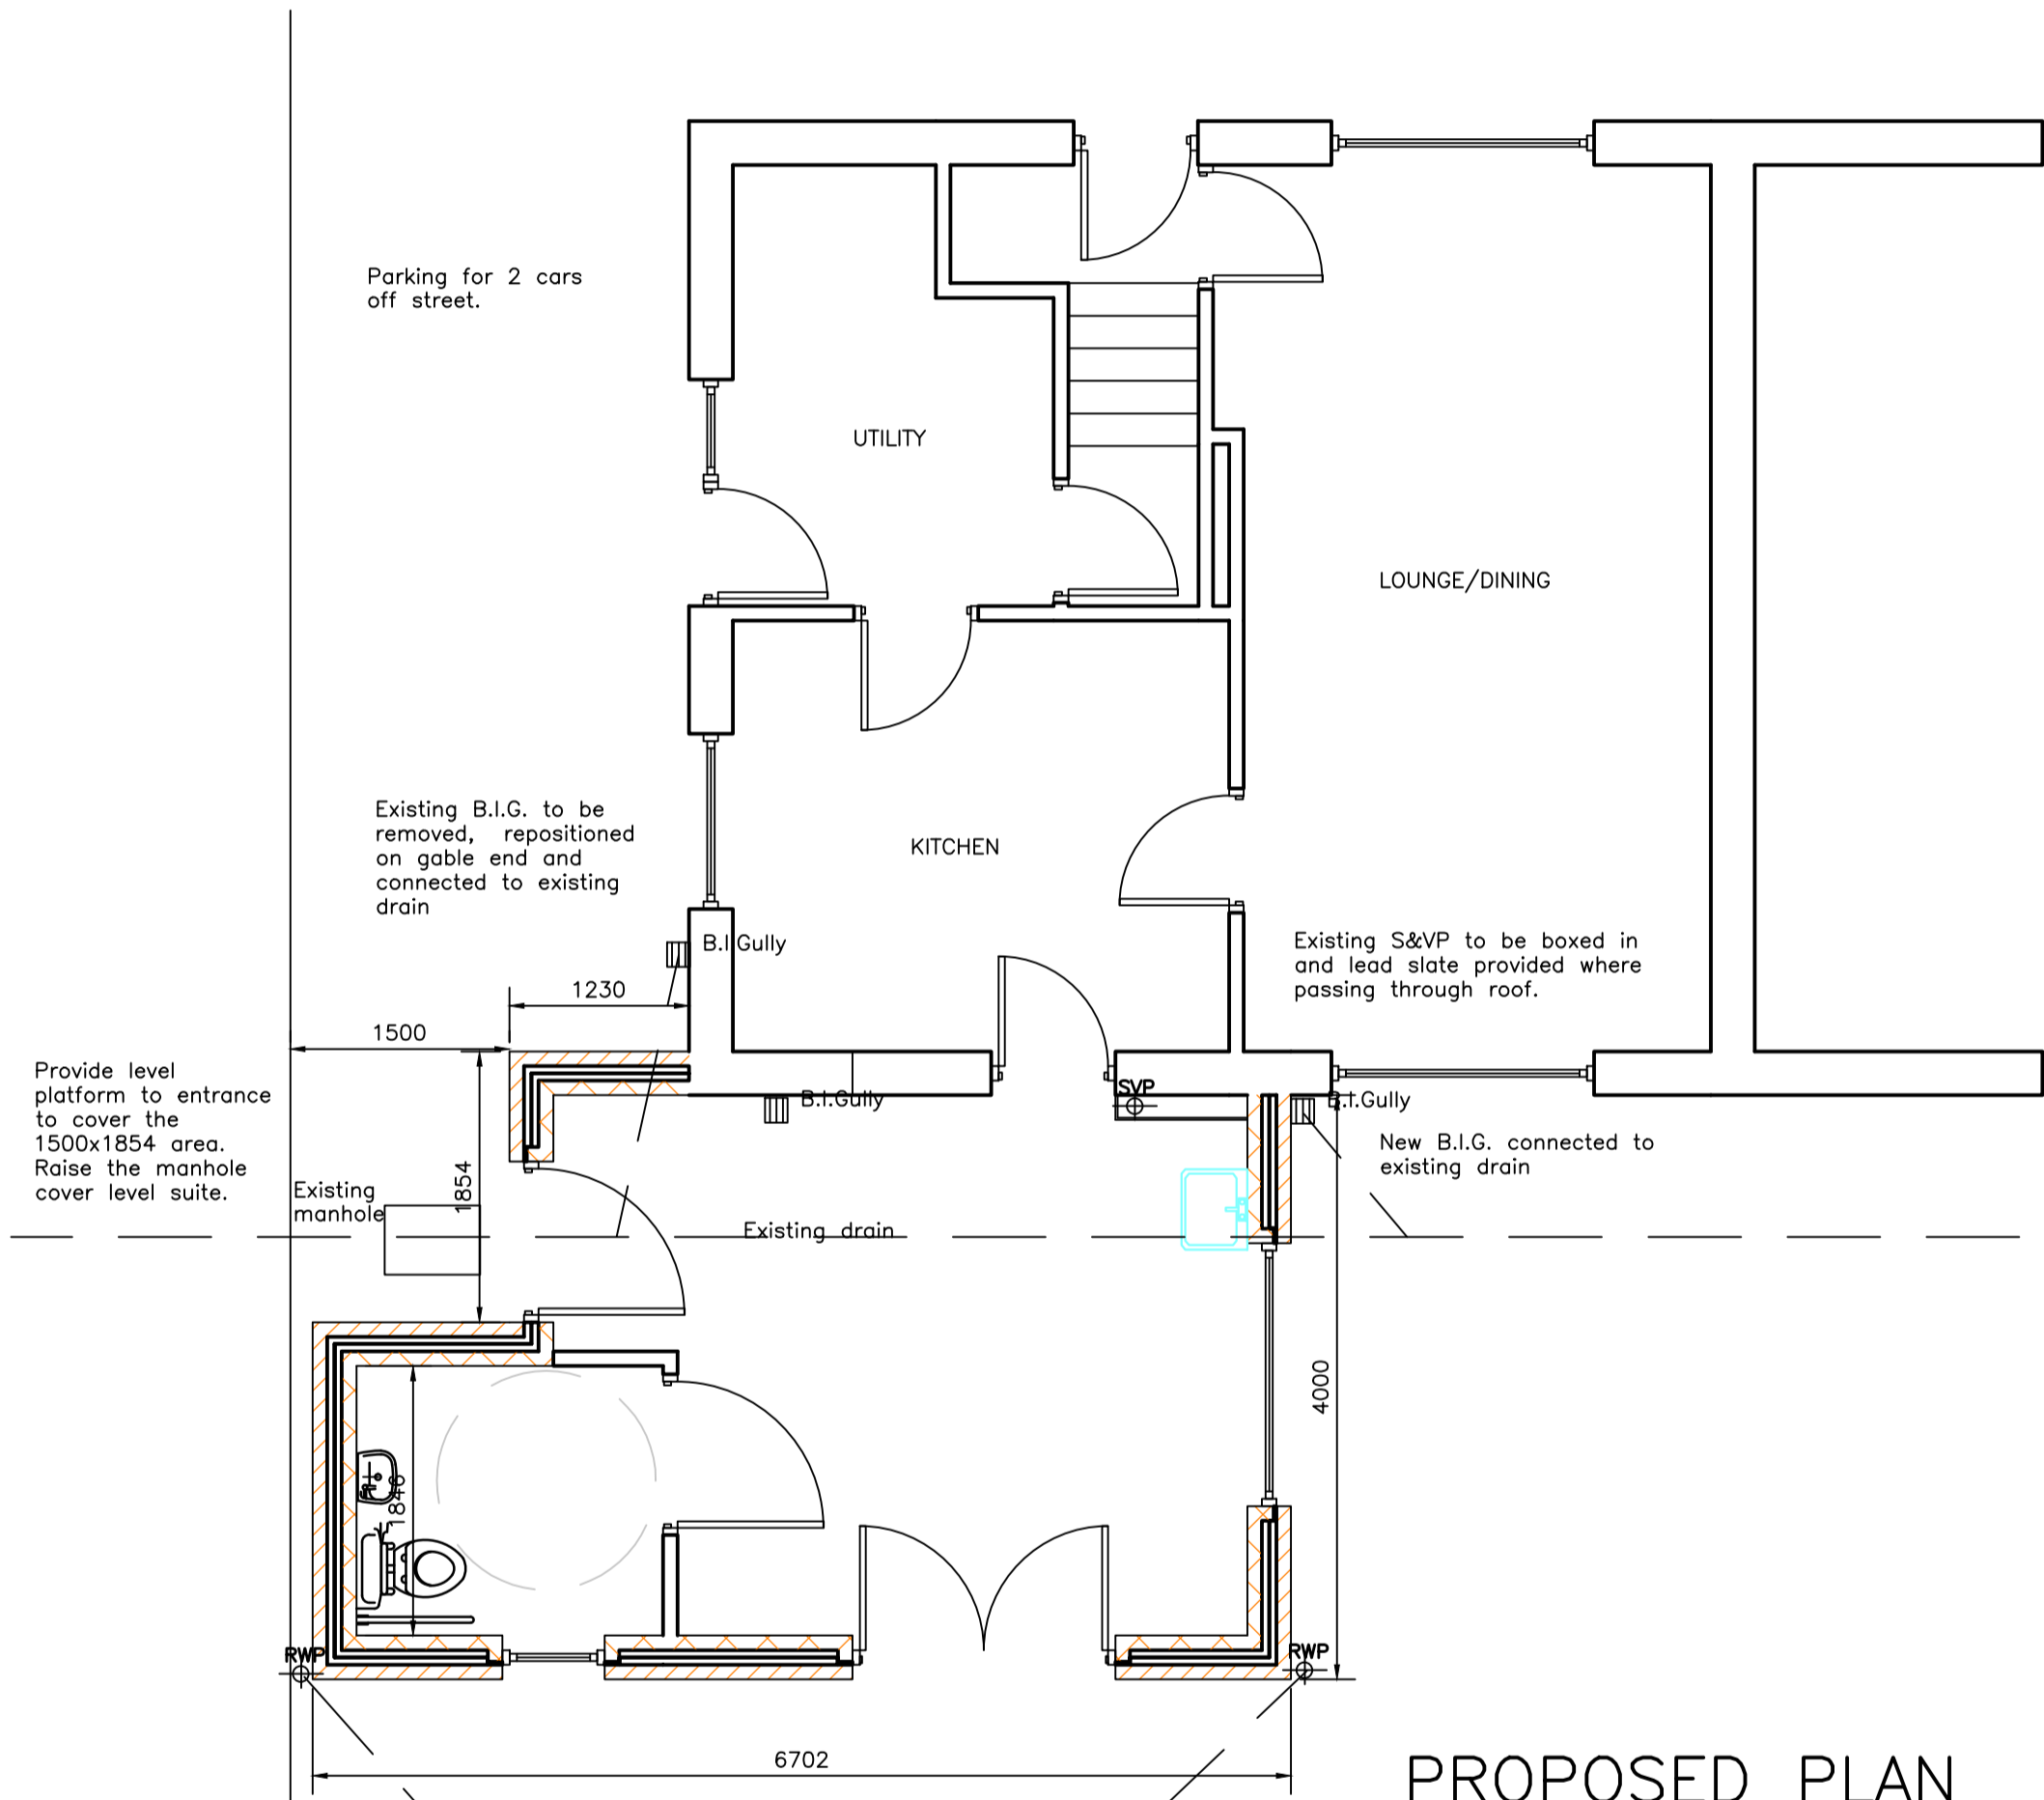 Parking for 2 cars
off street.
UTILITY
LOUNGE/DINING
Existing B.I.G. to be
removed, repositioned
on gable end and
connected to existing
drain
KITCHEN
B.I.Gully
Existing S&VP to be boxed in
and lead slate provided where
passing through roof.
1230
1500
Provide level
platform to entrance
to cover the
1500x1854 area.
Raise the manhole
cover level suite.
SVP
B.I.Gully
B.I.Gully
New B.I.G. connected to
existing drain
1854
Existing
manhole
Existing drain
4000
1846
RWP
RWP
6702
PROPOSED PLAN